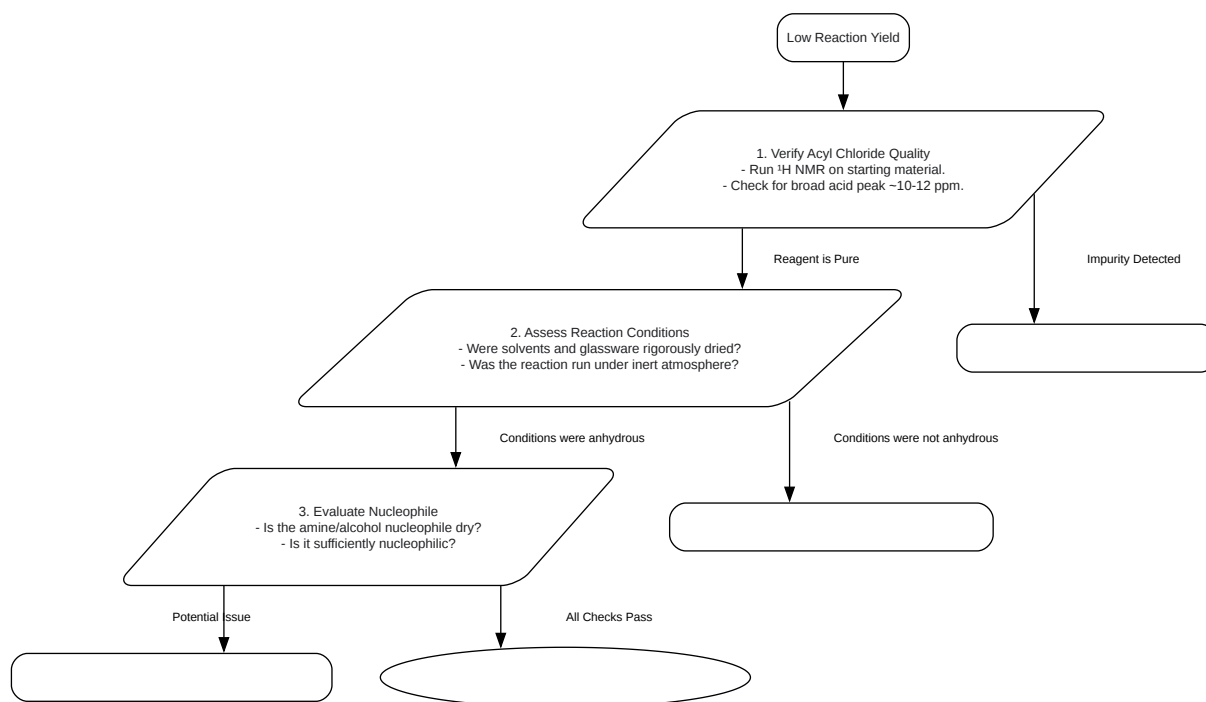 Low Reaction Yield
1. Verify Acyl Chloride Quality
- Run ¹H NMR on starting material.
- Check for broad acid peak ~10-12 ppm.
Reagent is Pure
Impurity Detected
2. Assess Reaction Conditions
- Were solvents and glassware rigorously dried?
- Was the reaction run under inert atmosphere?
Conditions were anhydrous
Conditions were not anhydrous
3. Evaluate Nucleophile
- Is the amine/alcohol nucleophile dry?
- Is it sufficiently nucleophilic?
Potential Issue
All Checks Pass